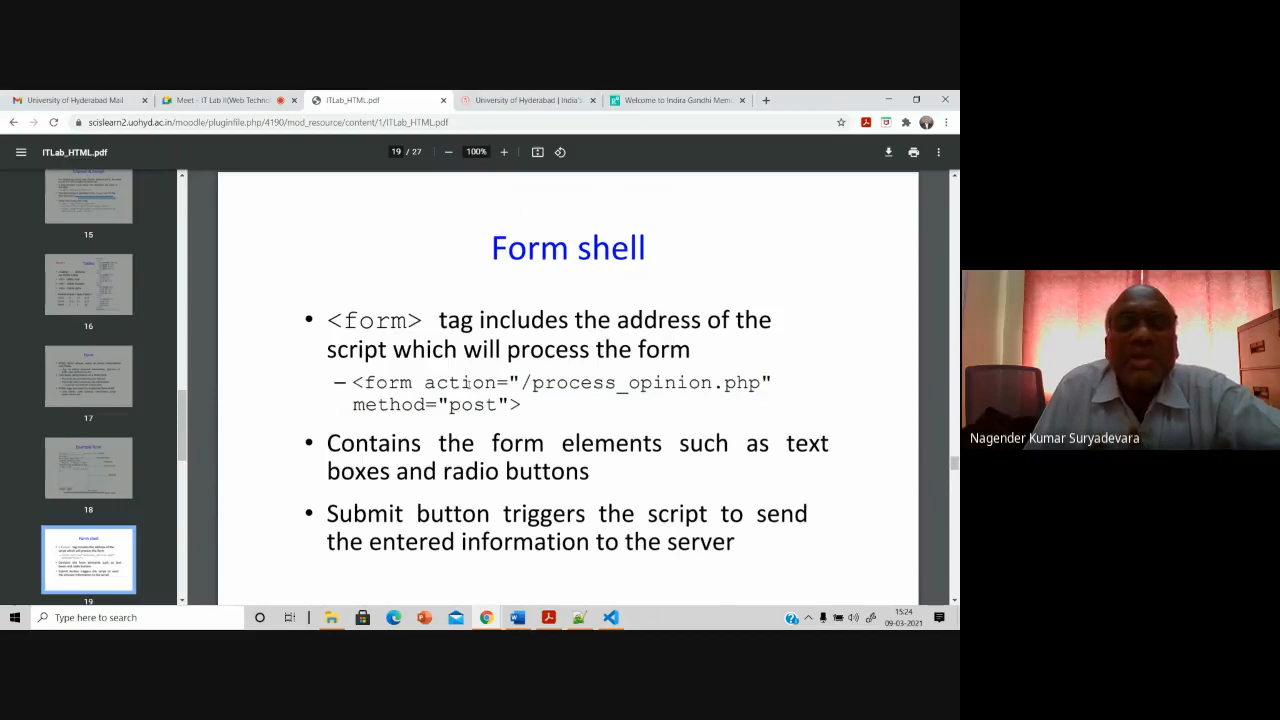 University of Hyderabad Mail
Meet - IT Lab II(Web Techno
ITLab_HTML.pdf
University of Hyderabad | India's
Welcome to Indira Gandhi Mem
scislearn2.uohyd.ac.in/moodle/pluginfile.php/4190/mod_resource/content/1/ITLab_HTML.pdf
ITLab_HTML.pdf
19 / 27
100%
15
16
17
18
19
Form shell
• <form> tag includes the address of the
script which will process the form
– <form action="/process_opinion.php"
method="post">
• Contains the form elements such as text
boxes and radio buttons
• Submit button triggers the script to send
the entered information to the server
Nagender Kumar Suryadevara
Type here to search
15:24
09-03-2021